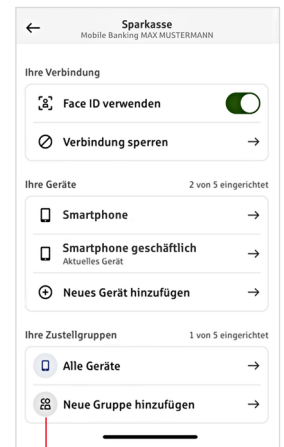 Sparkasse
Mobile Banking MAX MUSTERMANN
Ihre Verbindung
Face ID verwenden
Verbindung sperren
Ihre Geräte 2 von 5 eingerichtet
Smartphone
Smartphone geschäftlich
Aktuelles Gerät
Neues Gerät hinzufügen
Ihre Zustellgruppen 1 von 5 eingerichtet
Alle Geräte
Neue Gruppe hinzufügen